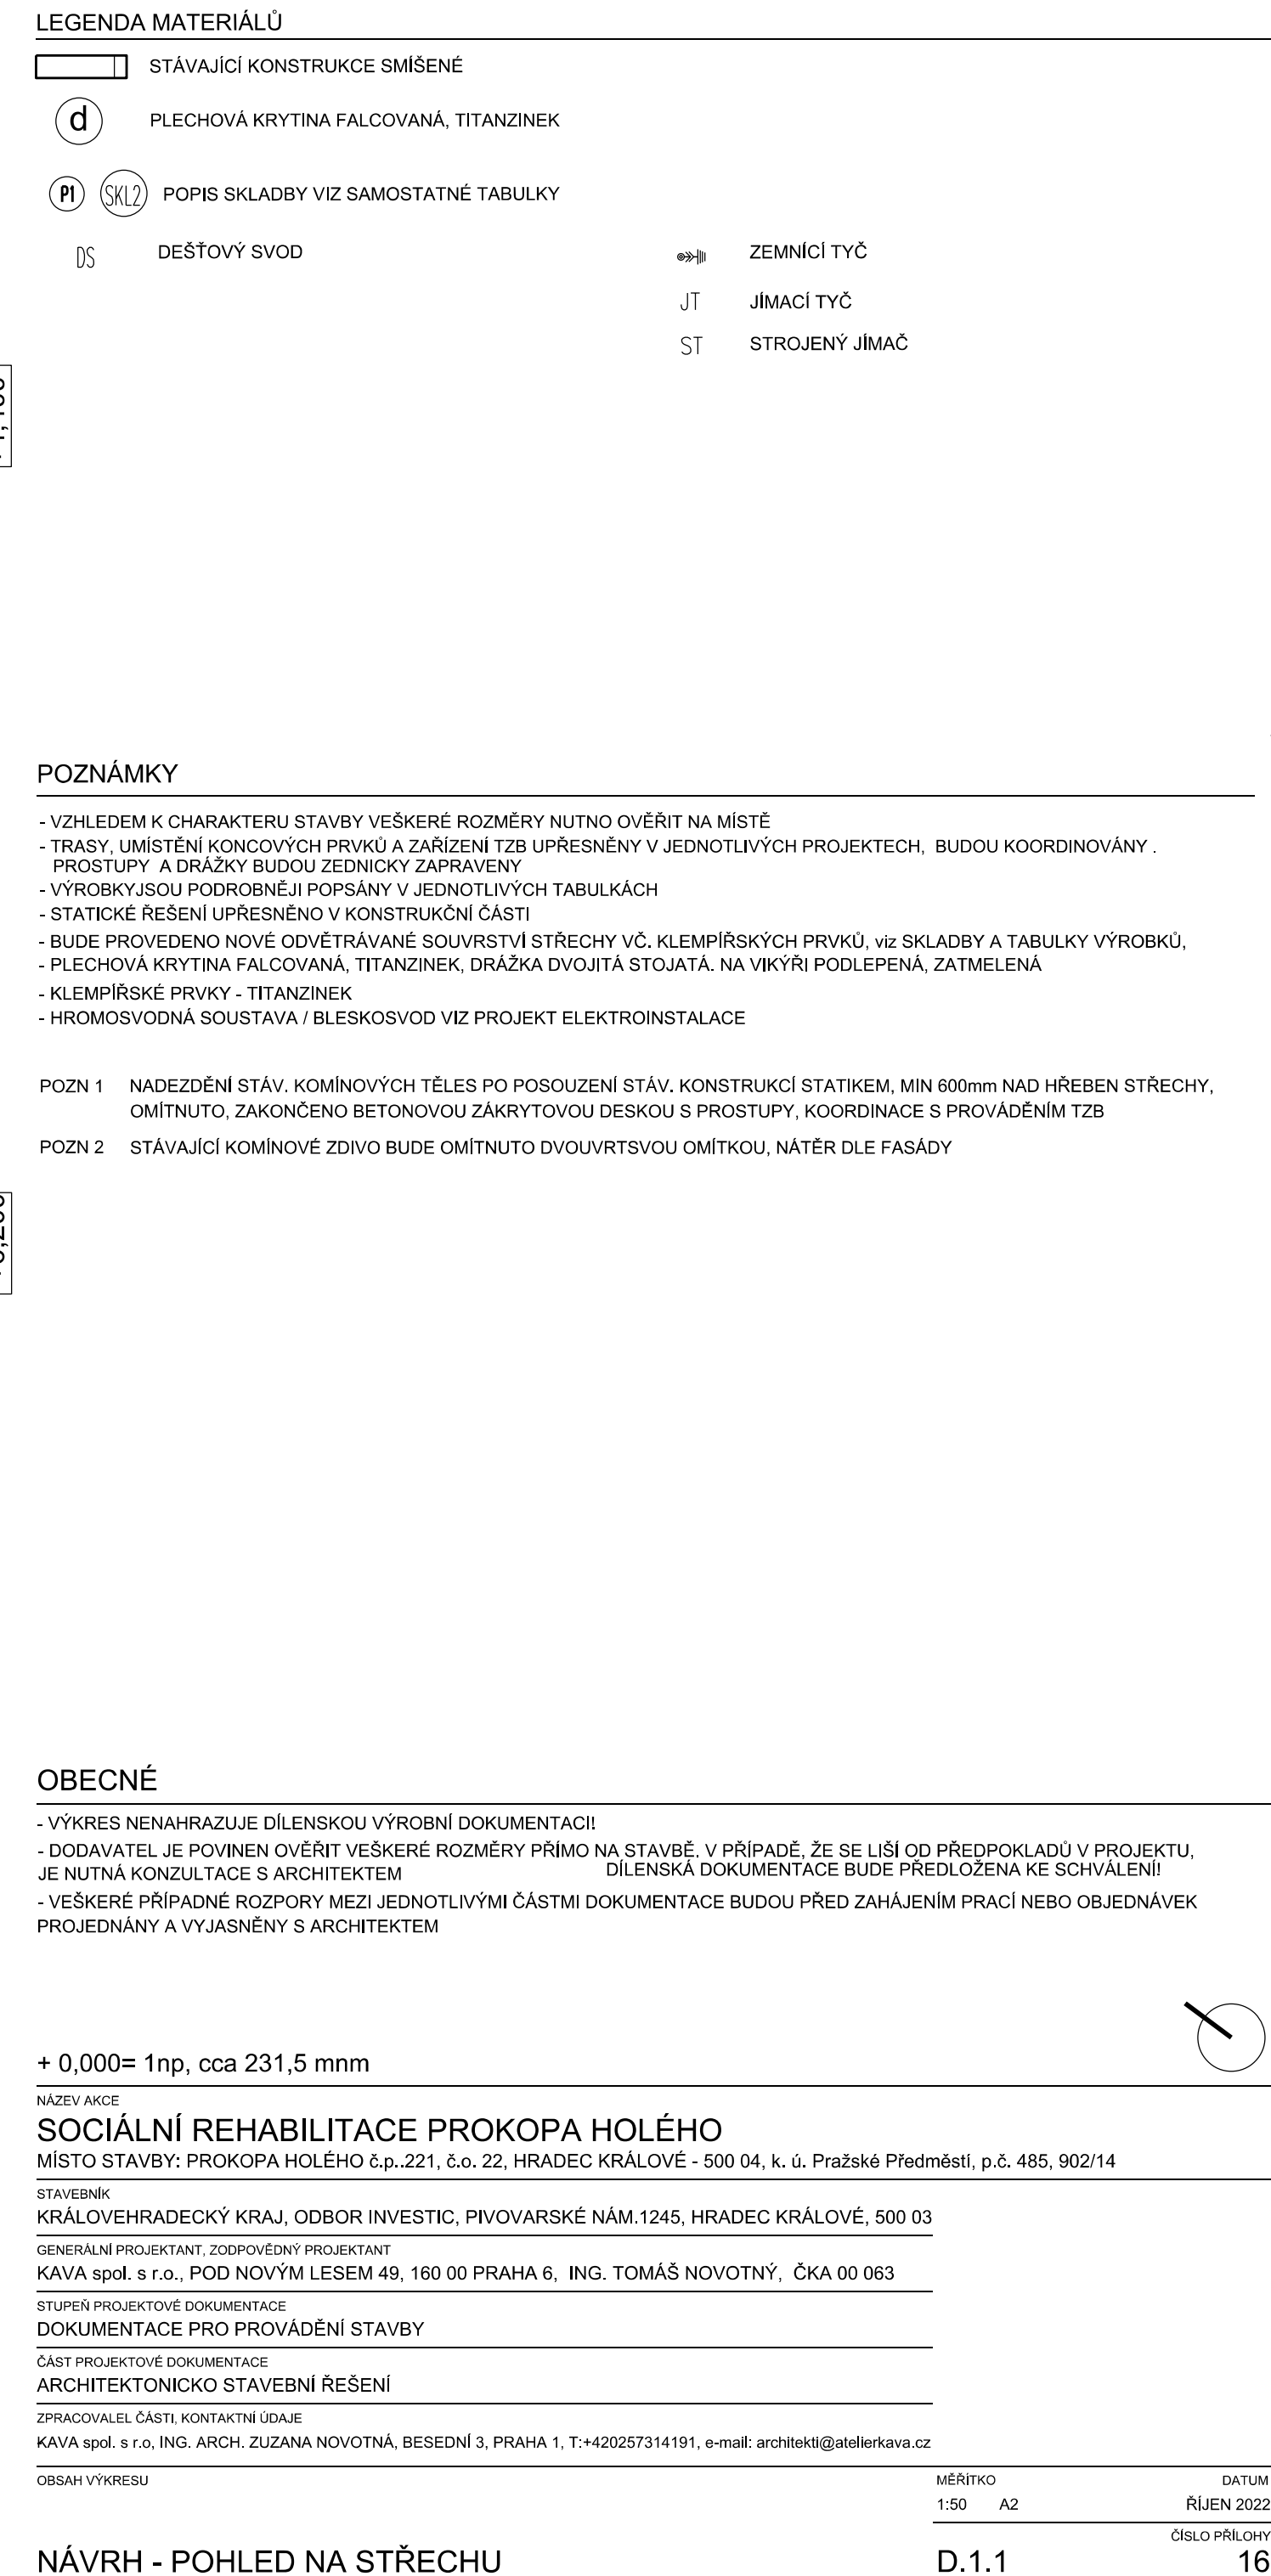 LEGENDA MATERIÁLŮ
STÁVAJÍCÍ KONSTRUKCE SMÍŠENÉ
d PLECHOVÁ KRYTINA FALCOVANÁ, TITANZINEK
P1 SKL2 POPIS SKLADBY VIZ SAMOSTATNÉ TABULKY
DS DEŠŤOVÝ SVOD
ZEMNÍCÍ TYČ
JT JÍMACÍ TYČ
ST STROJENÝ JÍMAČ
POZNÁMKY
- VZHLEDEM K CHARAKTERU STAVBY VEŠKERÉ ROZMĚRY NUTNO OVĚŘIT NA MÍSTĚ
- TRASY, UMÍSTĚNÍ KONCOVÝCH PRVKŮ A ZAŘÍZENÍ TZB UPŘESNĚNY V JEDNOTLIVÝCH PROJEKTECH, BUDOU KOORDINOVÁNY .
PROSTUPY A DRÁŽKY BUDOU ZEDNICKY ZAPRAVENY
- VÝROBKYJSOU PODROBNĚJI POPSÁNY V JEDNOTLIVÝCH TABULKÁCH
- STATICKÉ ŘEŠENÍ UPŘESNĚNO V KONSTRUKČNÍ ČÁSTI
- BUDE PROVEDENO NOVÉ ODVĚTRÁVANÉ SOUVRSTVÍ STŘECHY VČ. KLEMPÍŘSKÝCH PRVKŮ, viz SKLADBY A TABULKY VÝROBKŮ,
- PLECHOVÁ KRYTINA FALCOVANÁ, TITANZINEK, DRÁŽKA DVOJITÁ STOJATÁ. NA VIKÝŘI PODLEPENÁ, ZATMELENÁ
- KLEMPÍŘSKÉ PRVKY - TITANZINEK
- HROMOSVODNÁ SOUSTAVA / BLESKOSVOD VIZ PROJEKT ELEKTROINSTALACE
POZN 1 NADEZDĚNÍ STÁV. KOMÍNOVÝCH TĚLES PO POSOUZENÍ STÁV. KONSTRUKCÍ STATIKEM, MIN 600mm NAD HŘEBEN STŘECHY,
OMÍTNUTO, ZAKONČENO BETONOVOU ZÁKRYTOVOU DESKOU S PROSTUPY, KOORDINACE S PROVÁDĚNÍM TZB
POZN 2 STÁVAJÍCÍ KOMÍNOVÉ ZDIVO BUDE OMÍTNUTO DVOUVRTSVOU OMÍTKOU, NÁTĚR DLE FASÁDY
OBECNÉ
- VÝKRES NENAHRAZUJE DÍLENSKOU VÝROBNÍ DOKUMENTACI!
- DODAVATEL JE POVINEN OVĚŘIT VEŠKERÉ ROZMĚRY PŘÍMO NA STAVBĚ. V PŘÍPADĚ, ŽE SE LIŠÍ OD PŘEDPOKLADŮ V PROJEKTU,
JE NUTNÁ KONZULTACE S ARCHITEKTEM DÍLENSKÁ DOKUMENTACE BUDE PŘEDLOŽENA KE SCHVÁLENÍ!
- VEŠKERÉ PŘÍPADNÉ ROZPORY MEZI JEDNOTLIVÝMI ČÁSTMI DOKUMENTACE BUDOU PŘED ZAHÁJENÍM PRACÍ NEBO OBJEDNÁVEK
PROJEDNÁNY A VYJASNĚNY S ARCHITEKTEM
+ 0,000= 1np, cca 231,5 mnm
NÁZEV AKCE
SOCIÁLNÍ REHABILITACE PROKOPA HOLÉHO
MÍSTO STAVBY: PROKOPA HOLÉHO č.p..221, č.o. 22, HRADEC KRÁLOVÉ - 500 04, k. ú. Pražské Předměstí, p.č. 485, 902/14
STAVEBNÍK
KRÁLOVEHRADECKÝ KRAJ, ODBOR INVESTIC, PIVOVARSKÉ NÁM.1245, HRADEC KRÁLOVÉ, 500 03
GENERÁLNÍ PROJEKTANT, ZODPOVĚDNÝ PROJEKTANT
KAVA spol. s r.o., POD NOVÝM LESEM 49, 160 00 PRAHA 6, ING. TOMÁŠ NOVOTNÝ, ČKA 00 063
STUPEŇ PROJEKTOVÉ DOKUMENTACE
DOKUMENTACE PRO PROVÁDĚNÍ STAVBY
ČÁST PROJEKTOVÉ DOKUMENTACE
ARCHITEKTONICKO STAVEBNÍ ŘEŠENÍ
ZPRACOVALEL ČÁSTI, KONTAKTNÍ ÚDAJE
KAVA spol. s r.o, ING. ARCH. ZUZANA NOVOTNÁ, BESEDNÍ 3, PRAHA 1, T:+420257314191, e-mail: architekti@atelierkava.cz
OBSAH VÝKRESU MĚŘÍTKO DATUM
1:50 A2 ŘÍJEN 2022
ČÍSLO PŘÍLOHY
NÁVRH - POHLED NA STŘECHU D.1.1 16